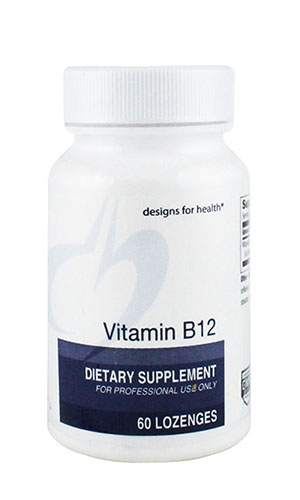 designs for health*
Vitamin B12
DIETARY SUPPLEMENT
FOR PROFESSIONAL USE ONLY
60 LOZENGES